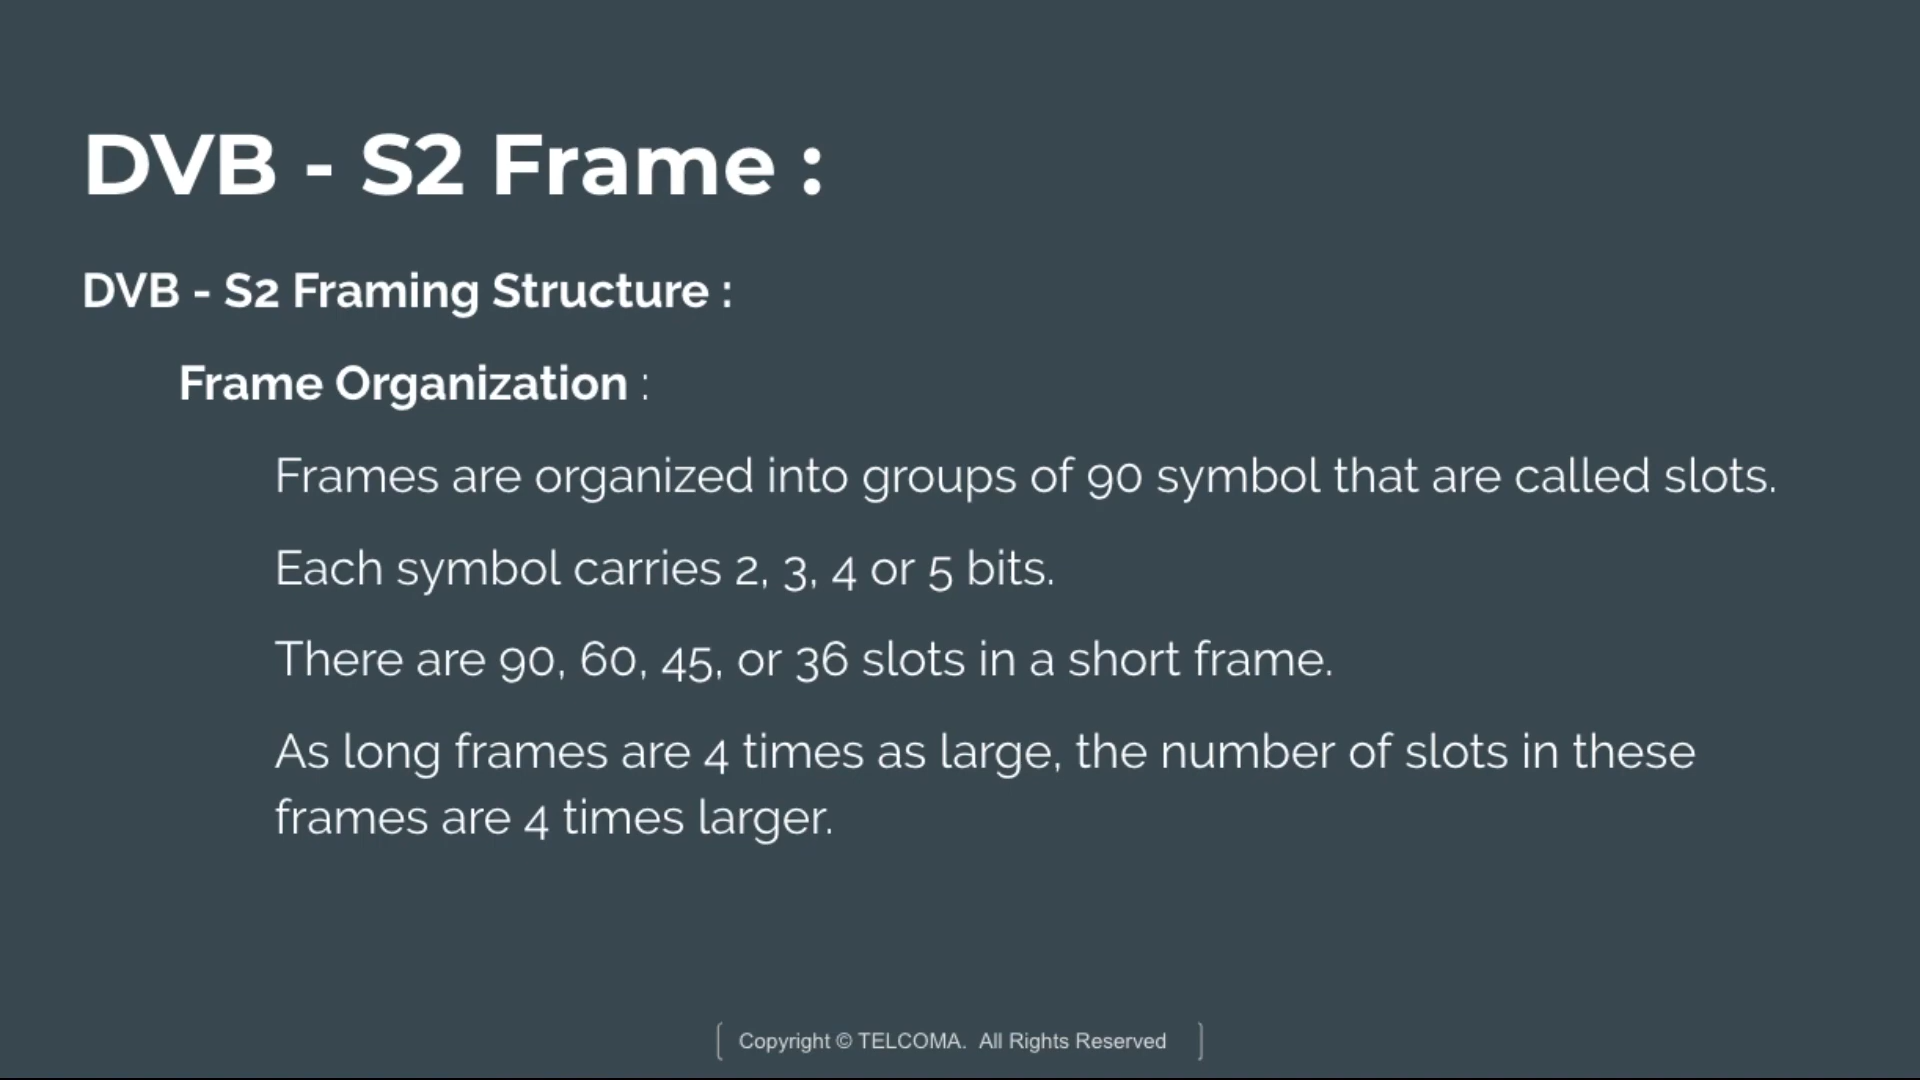 DVB - S2 Frame :
DVB - S2 Framing Structure :
Frame Organization :
Frames are organized into groups of 90 symbol that are called slots.
Each symbol carries 2, 3, 4 or 5 bits.
There are 90, 60, 45, or 36 slots in a short frame.
As long frames are 4 times as large, the number of slots in these
frames are 4 times larger.
Copyright © TELCOMA. All Rights Reserved